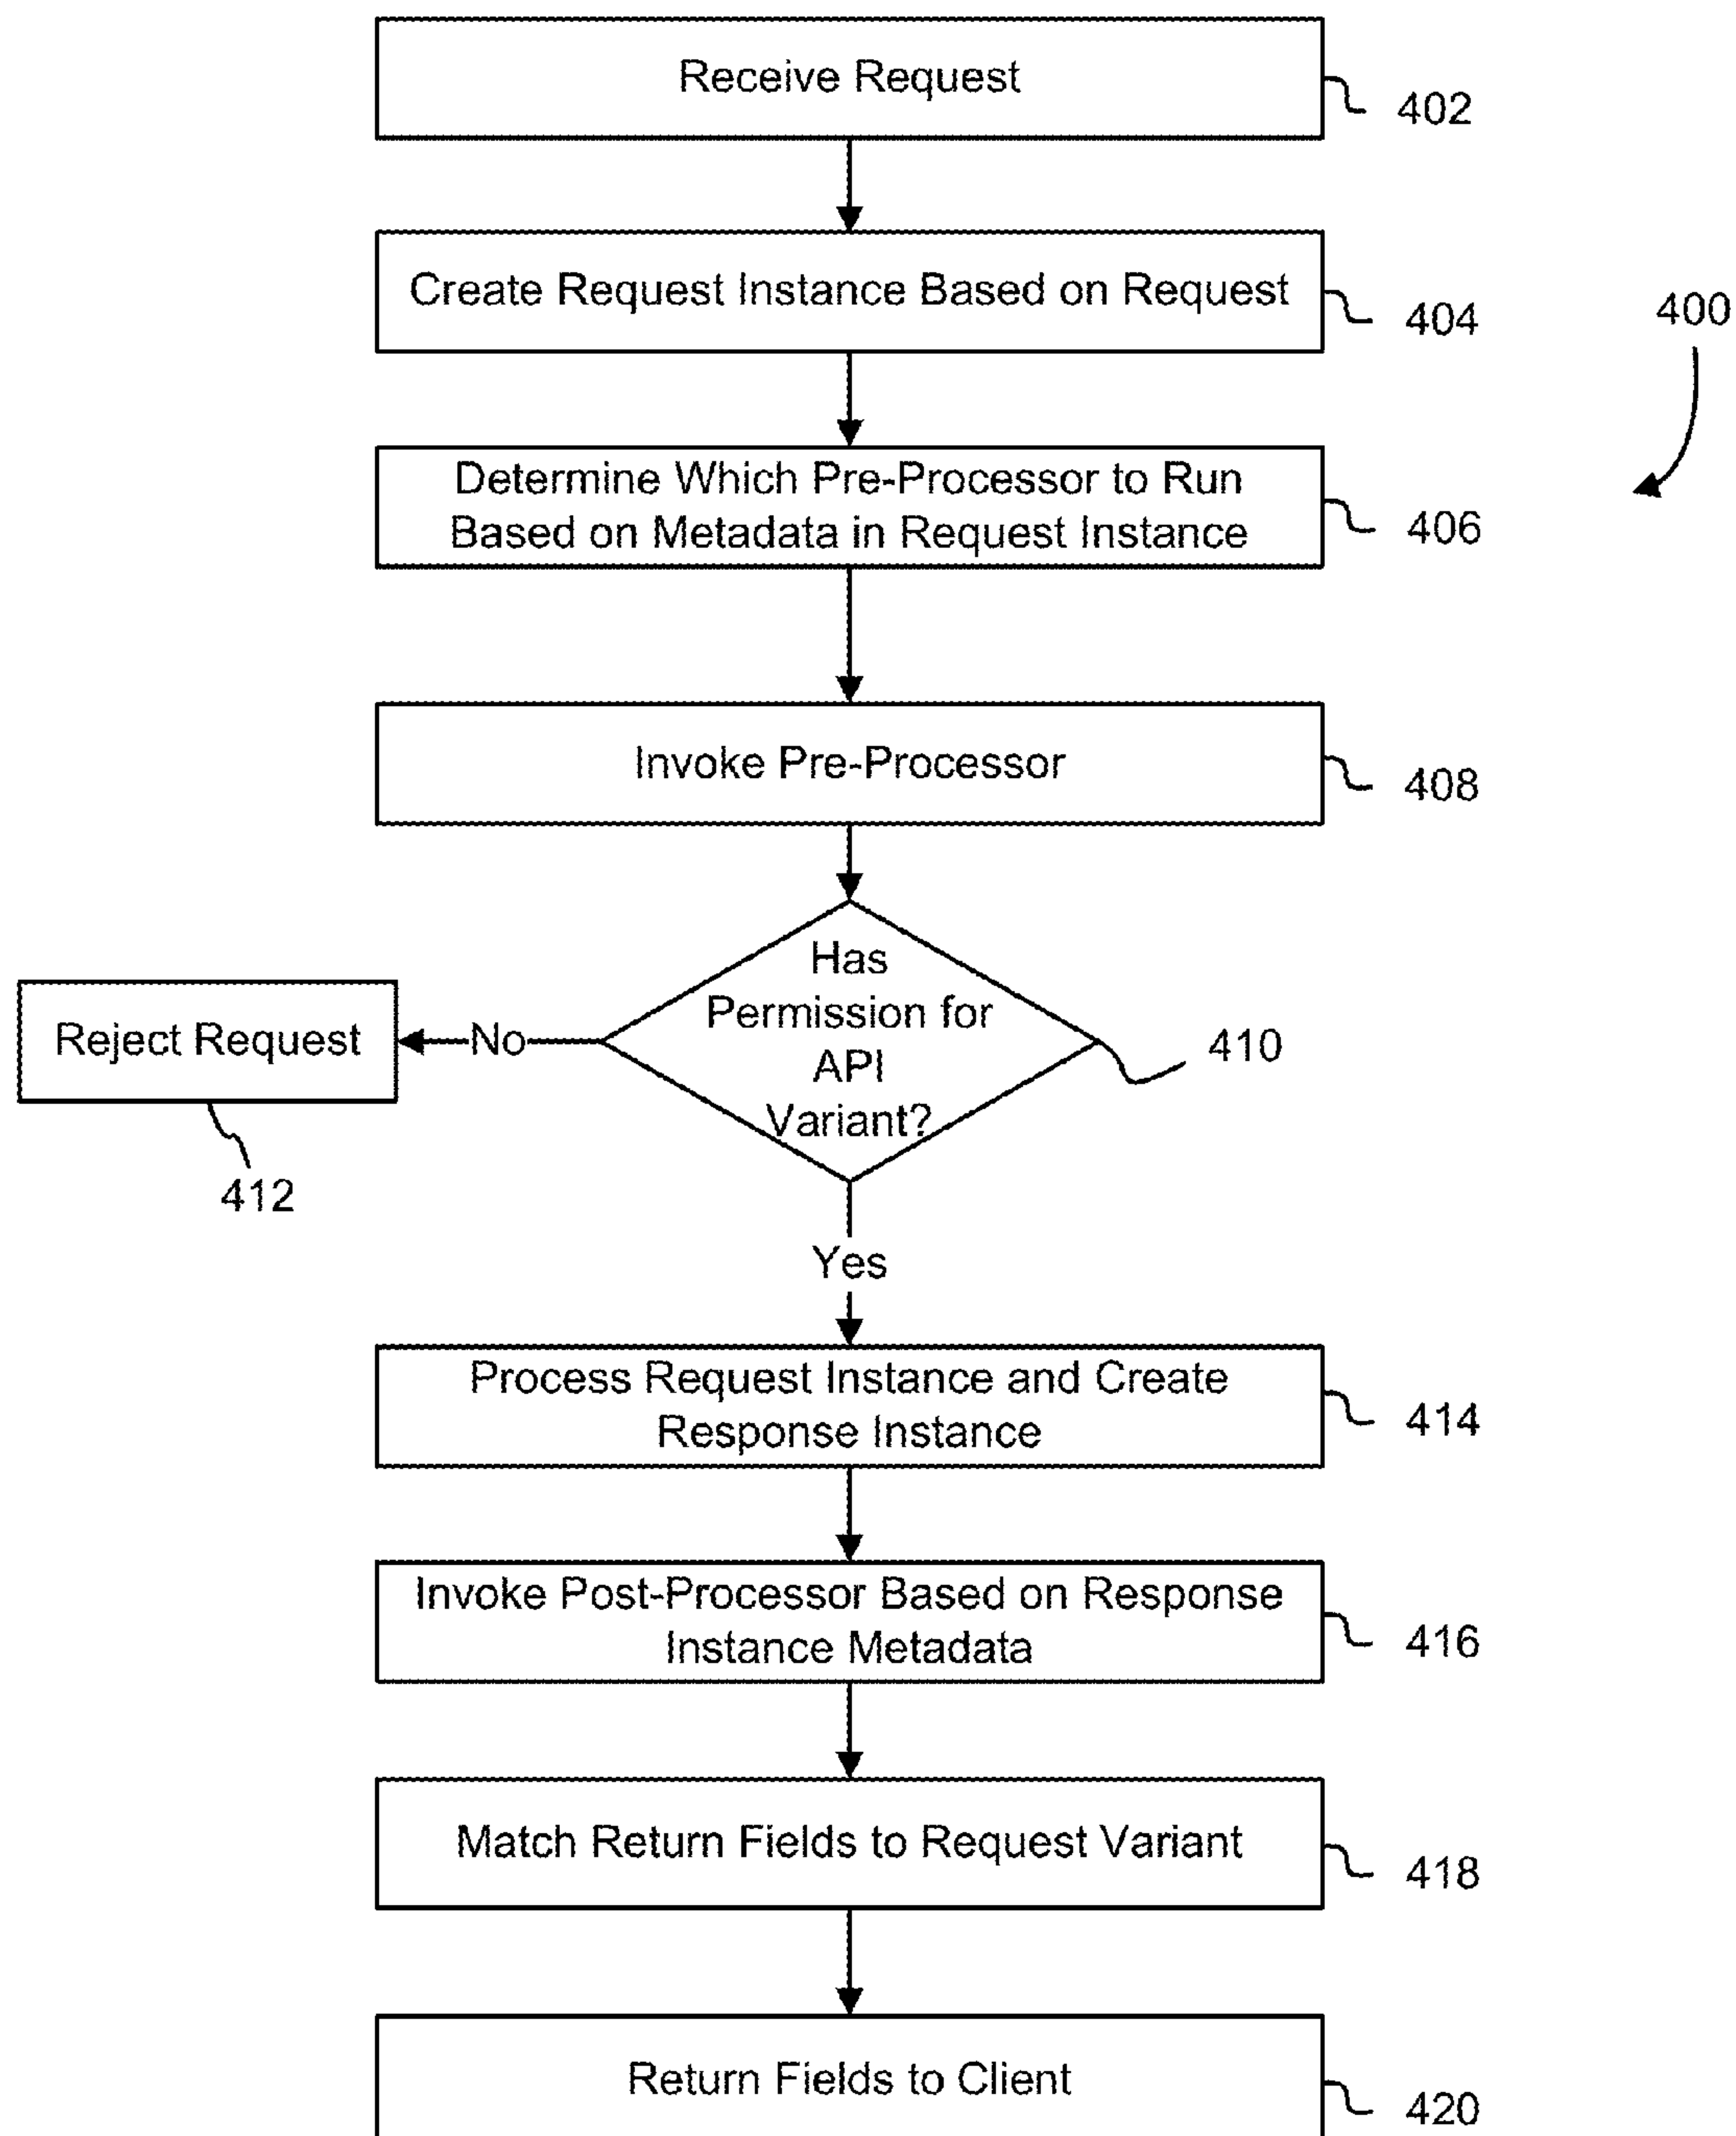 Receive Request
402
Create Request Instance Based on Request
404
400
Determine Which Pre-Processor to Run
Based on Metadata in Request Instance
406
Invoke Pre-Processor
408
Has
Permission for
API
Variant?
410
No
Reject Request
412
Yes
Process Request Instance and Create
Response Instance
414
Invoke Post-Processor Based on Response
Instance Metadata
416
Match Return Fields to Request Variant
418
Return Fields to Client
420